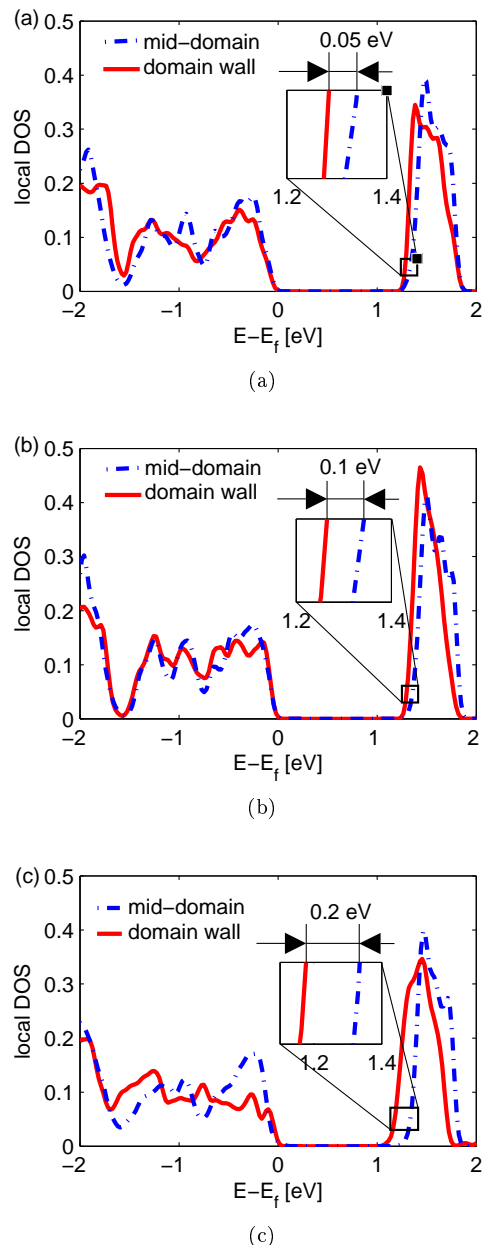 (a)
0.5
0.4
0.3
0.2
0.1
0
local DOS
mid−domain
domain wall
0.05 eV
1.2
1.4
−2
−1
0
1
2
E−E_f [eV]
(a)
(b)
0.5
0.4
0.3
0.2
0.1
0
local DOS
mid−domain
domain wall
0.1 eV
1.2
1.4
−2
−1
0
1
2
E−E_f [eV]
(b)
(c)
0.5
0.4
0.3
0.2
0.1
0
local DOS
mid−domain
domain wall
0.2 eV
1.2
1.4
−2
−1
0
1
2
E−E_f [eV]
(c)